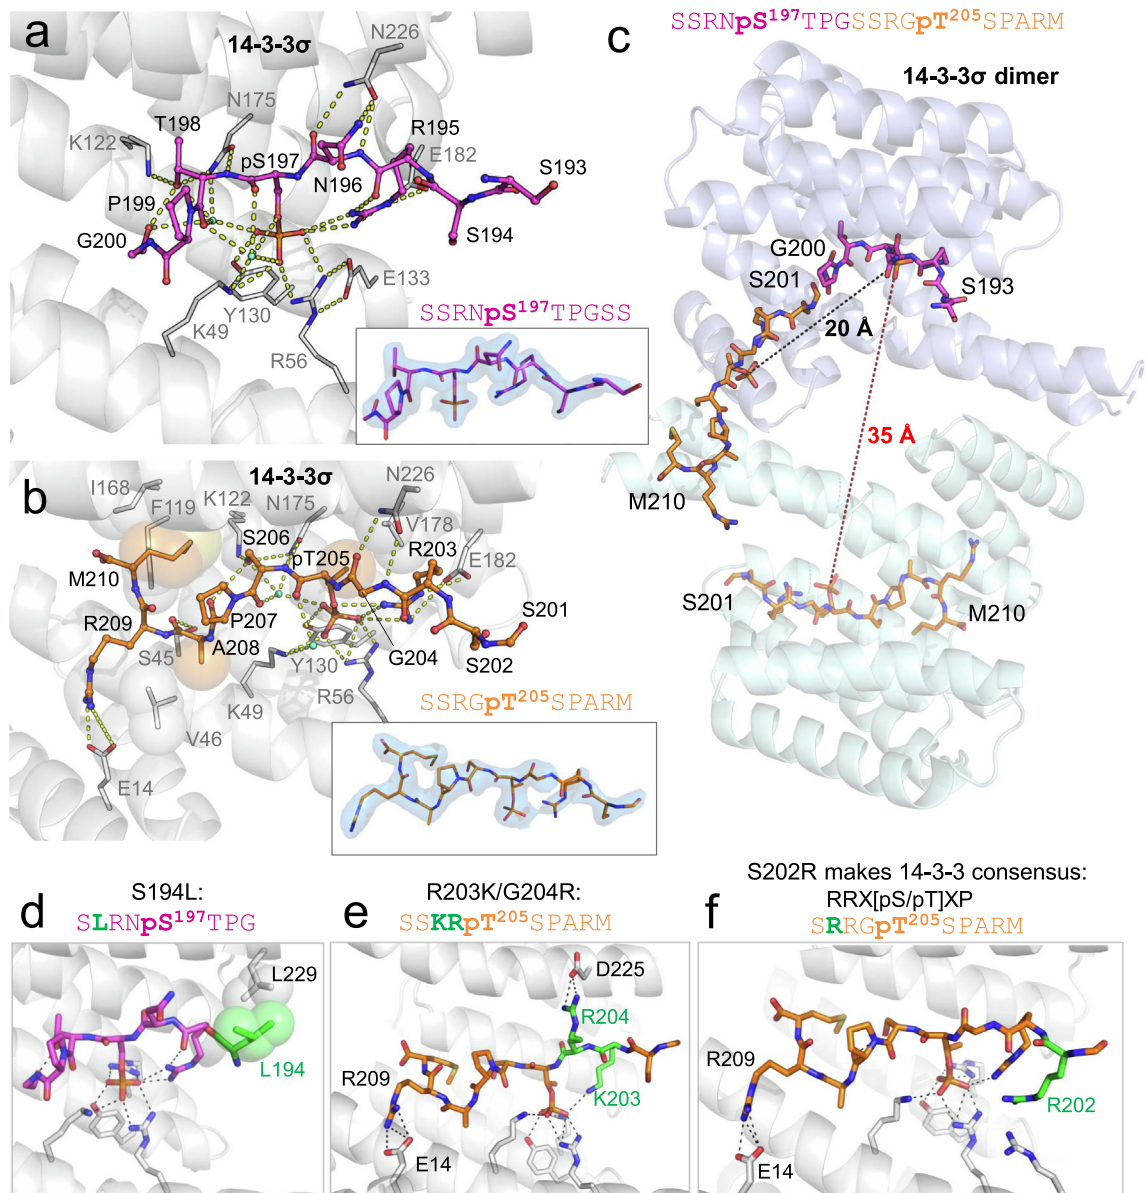 a
14-3-3σ
N226
N175
T198
K122
R195
E182
pS197
S193
N196
P199
G200
S194
E133
Y130
K49
R56
SSRNpS¹⁹⁷TPGSS
b
14-3-3σ
I168
K122
N226
F119
N175
V178
S206
R203
pT205
E182
M210
S201
P207
R209
A208
G204
S202
S45
Y130
K49
R56
V46
E14
SSRGpT²⁰⁵SPARM
SSRNpS¹⁹⁷TPGSSRGpT²⁰⁵SPARM
c
14-3-3σ dimer
G200
S201
S193
20 Å
35 Å
M210
S201
M210
d
S194L:
SLRNpS¹⁹⁷TPG
L229
L194
e
R203K/G204R:
SSKRpT²⁰⁵SPARM
D225
R204
R209
K203
E14
f
S202R makes 14-3-3 consensus:
RRX[pS/pT]XP
SRRGpT²⁰⁵SPARM
R209
R202
E14